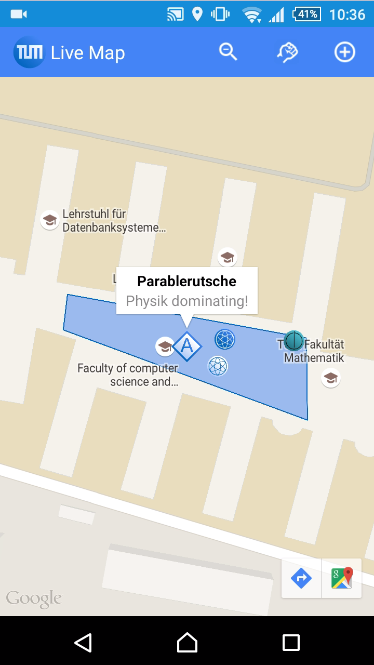 41%
10:36
TUM
Live Map
Lehrstuhl für
Datenbanksysteme...
Parablerutsche
Physik dominating!
A
Fakultät
Mathematik
Faculty of computer
science and...
Google